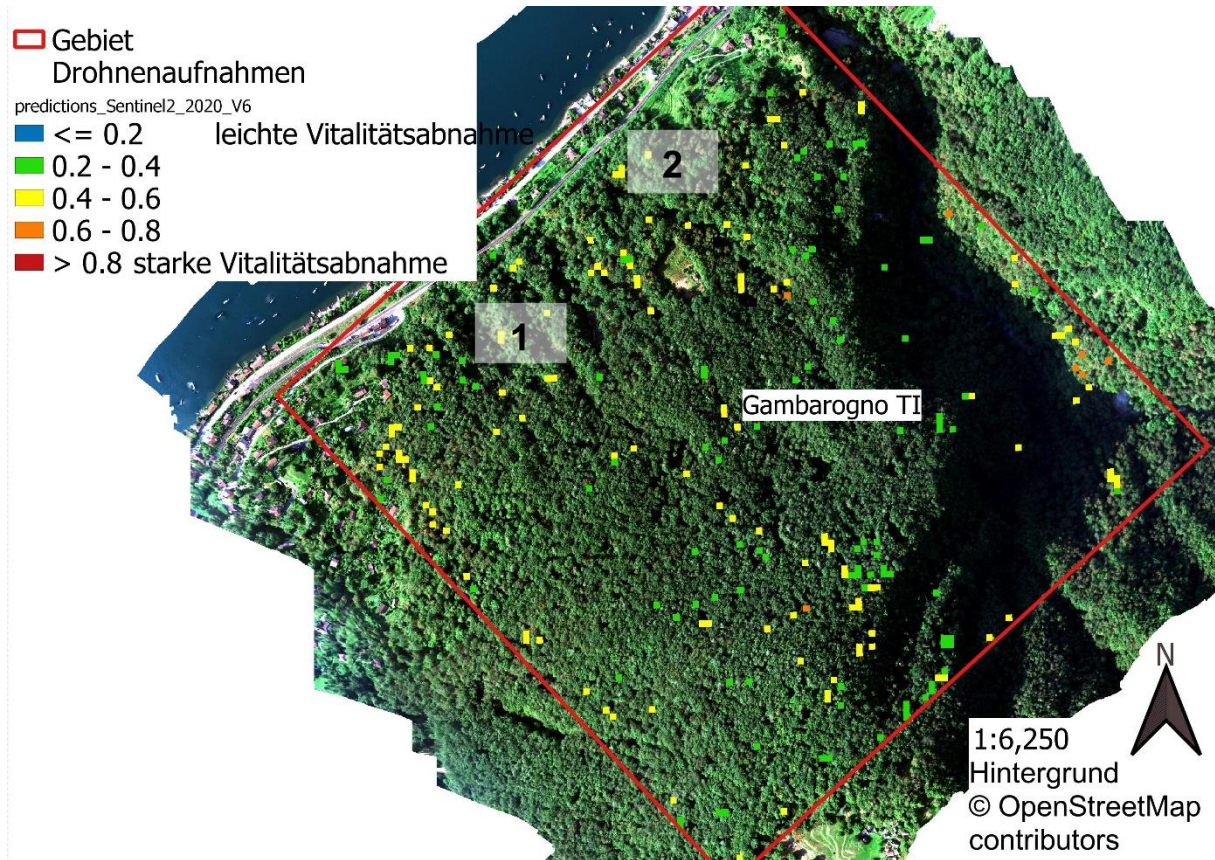 Gebiet
Drohnenaufnahmen
predictions_Sentinel2_2020_V6
<= 0.2 leichte Vitalitätsabnahme
0.2 - 0.4
0.4 - 0.6
0.6 - 0.8
> 0.8 starke Vitalitätsabnahme
2
1
Gambarogno TI
N
1:6,250
Hintergrund
© OpenStreetMap
contributors